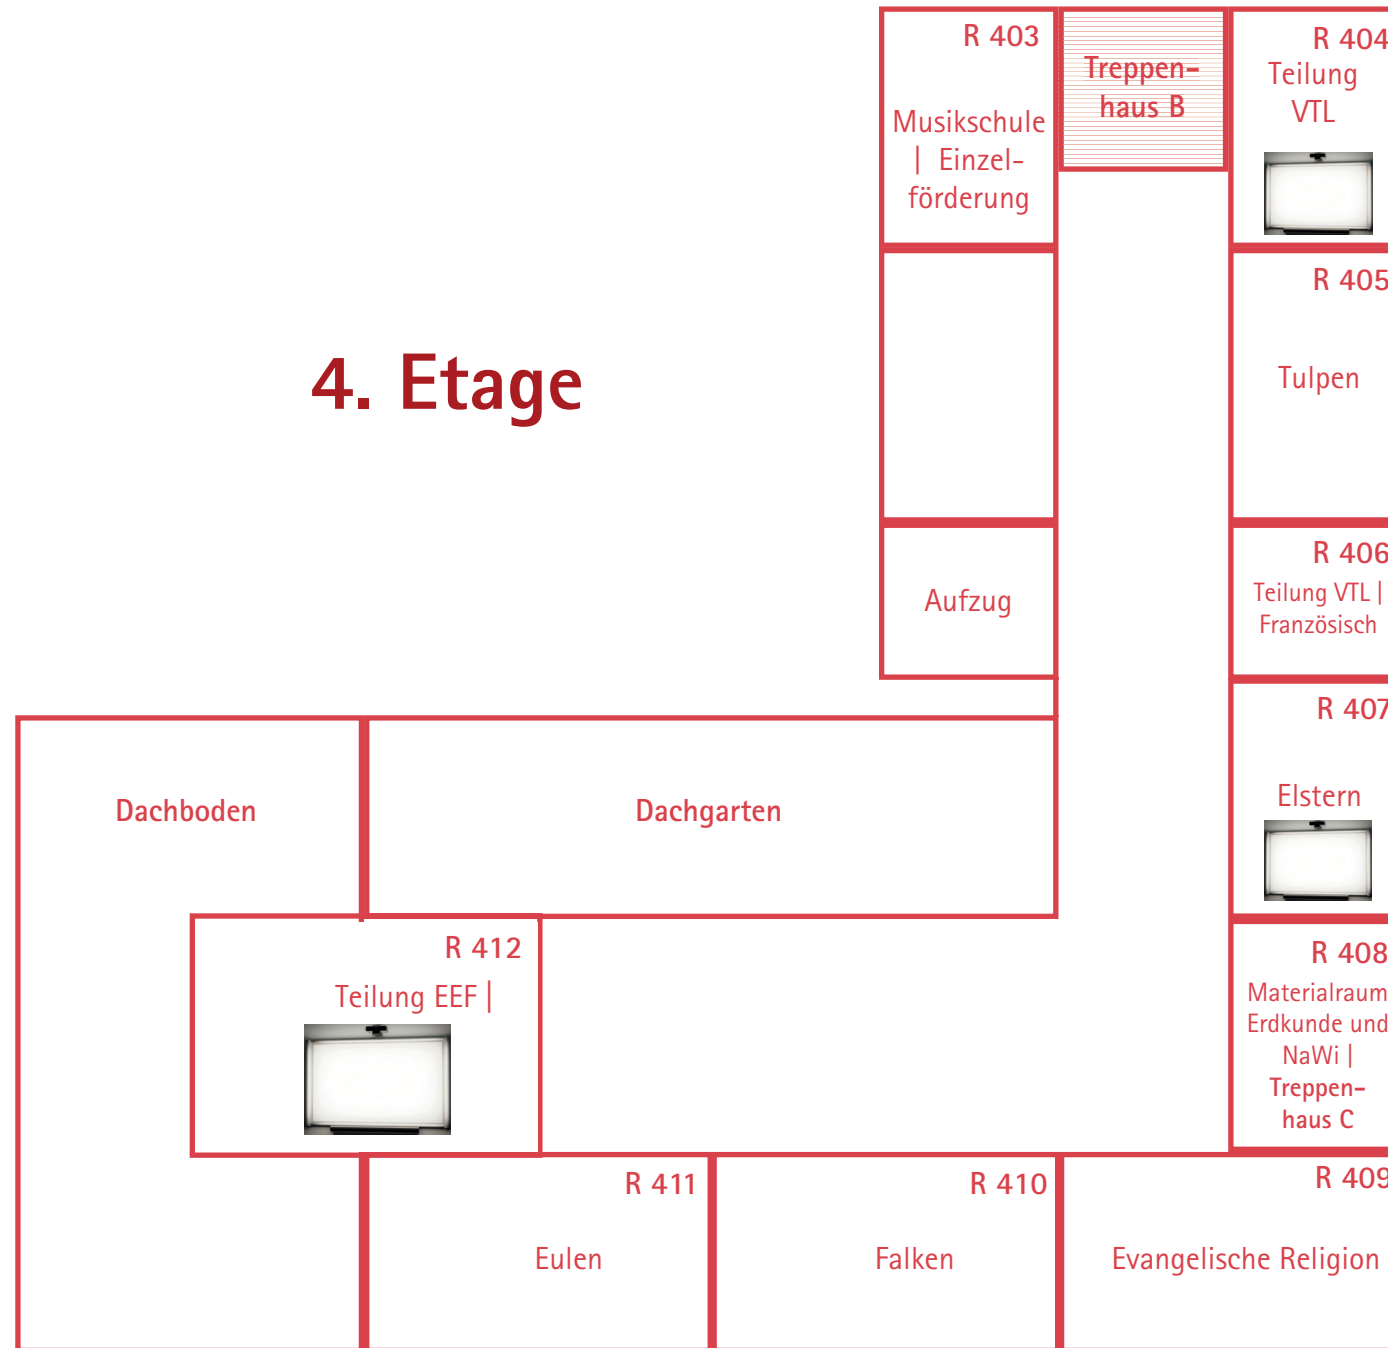 R 403
Musikschule
| Einzel-
förderung
Treppen-
haus B
R 404
Teilung
VTL
R 405
Tulpen
4. Etage
Aufzug
R 406
Teilung VTL |
Französisch
R 407
Elstern
Dachboden
Dachgarten
R 412
Teilung EEF |
R 408
Materialraum
Erdkunde und
NaWi |
Treppen-
haus C
R 411
Eulen
R 410
Falken
R 409
Evangelische Religion